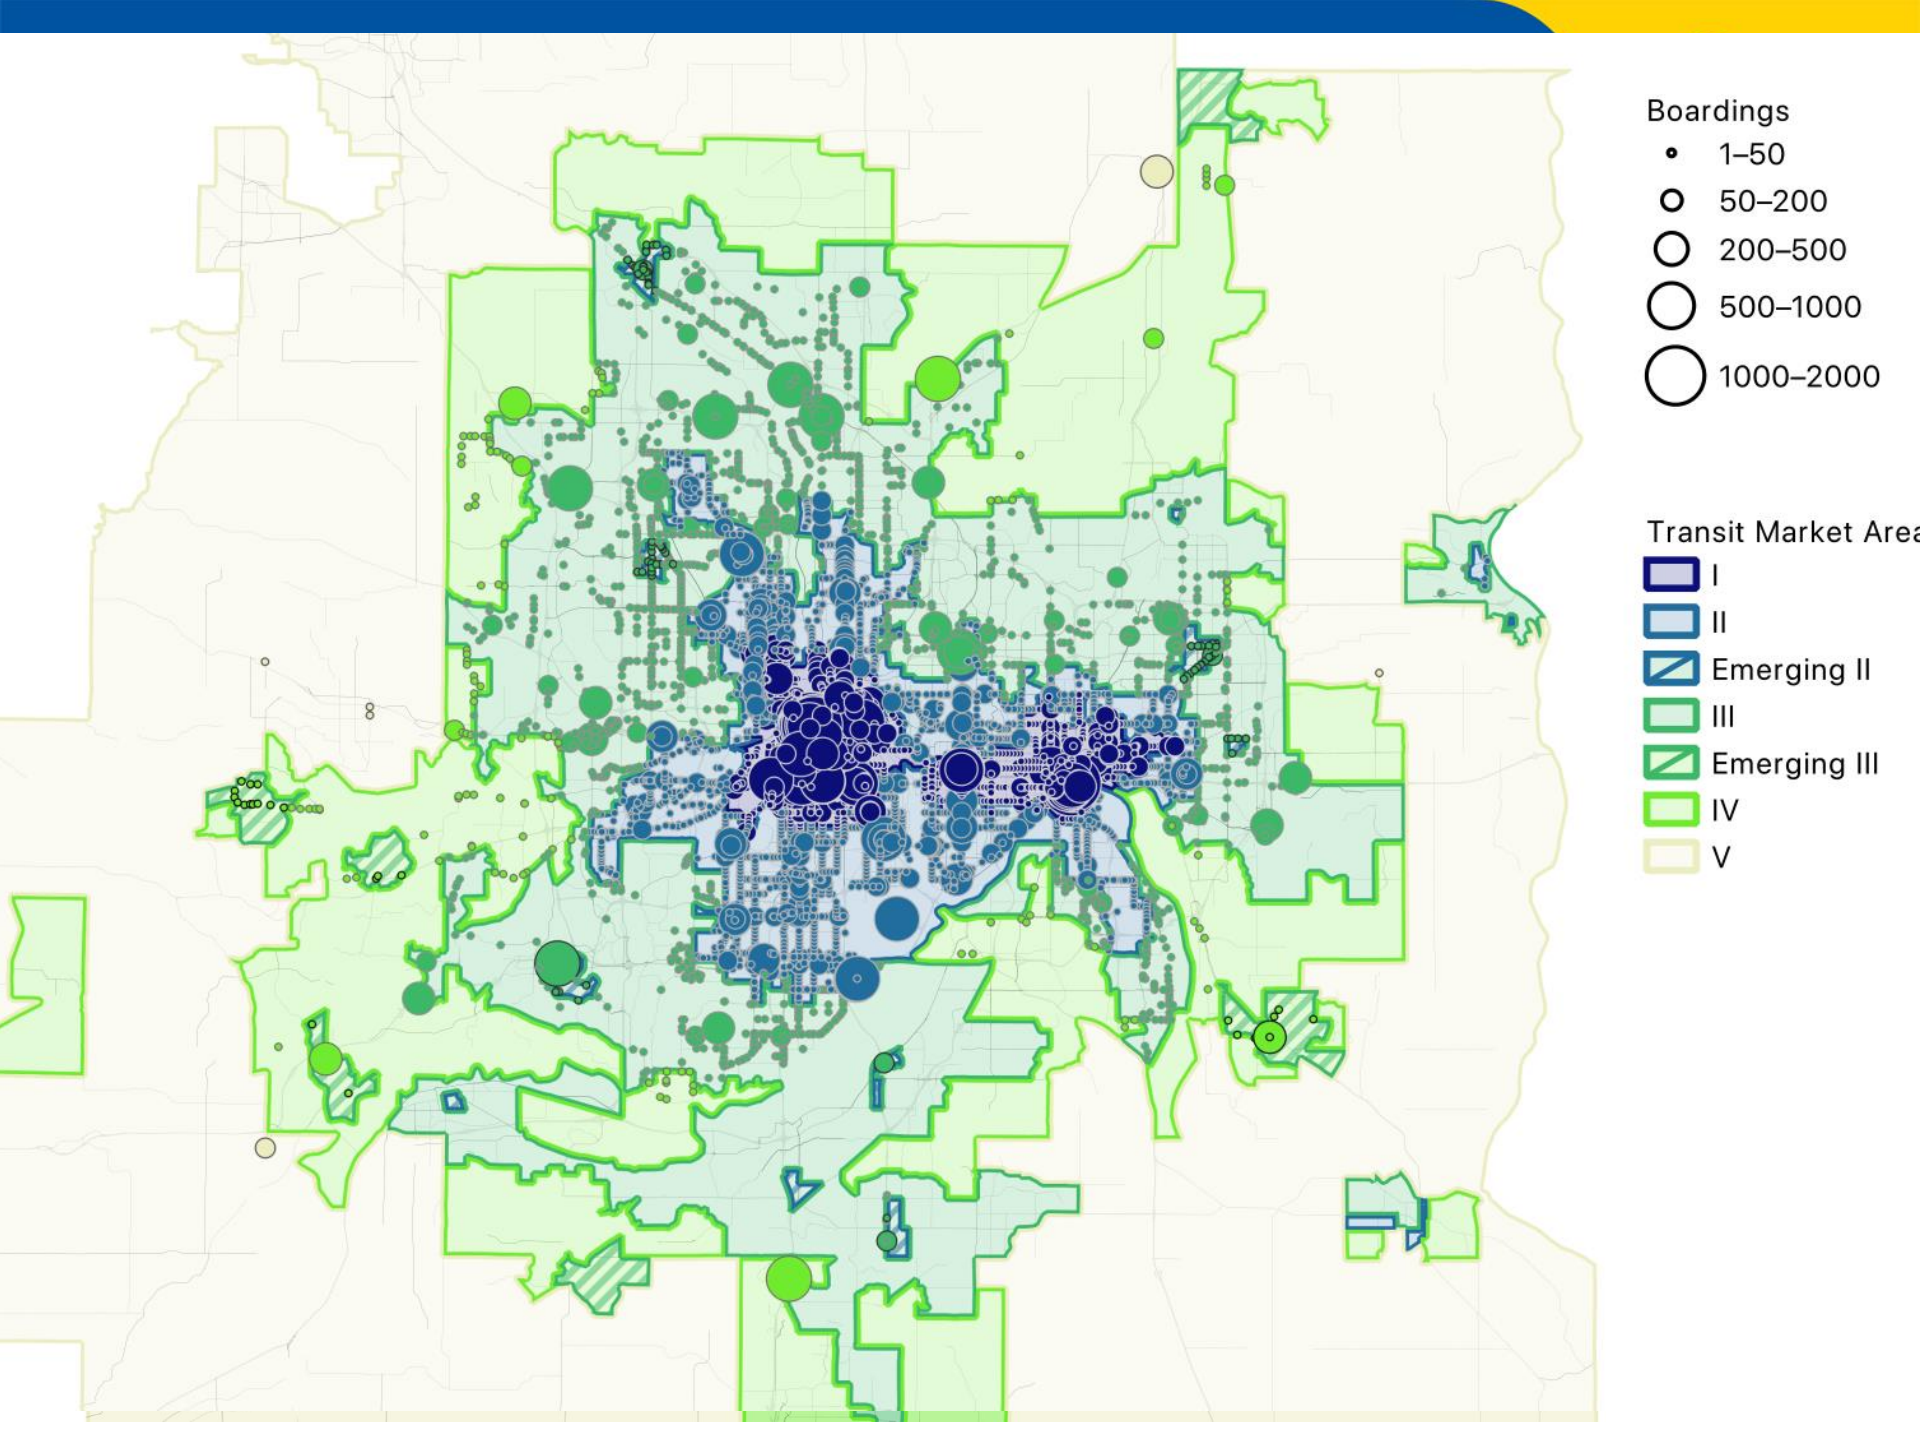 Boardings
1–50
50–200
200–500
500–1000
1000–2000
Transit Market Area
I
II
Emerging II
III
Emerging III
IV
V